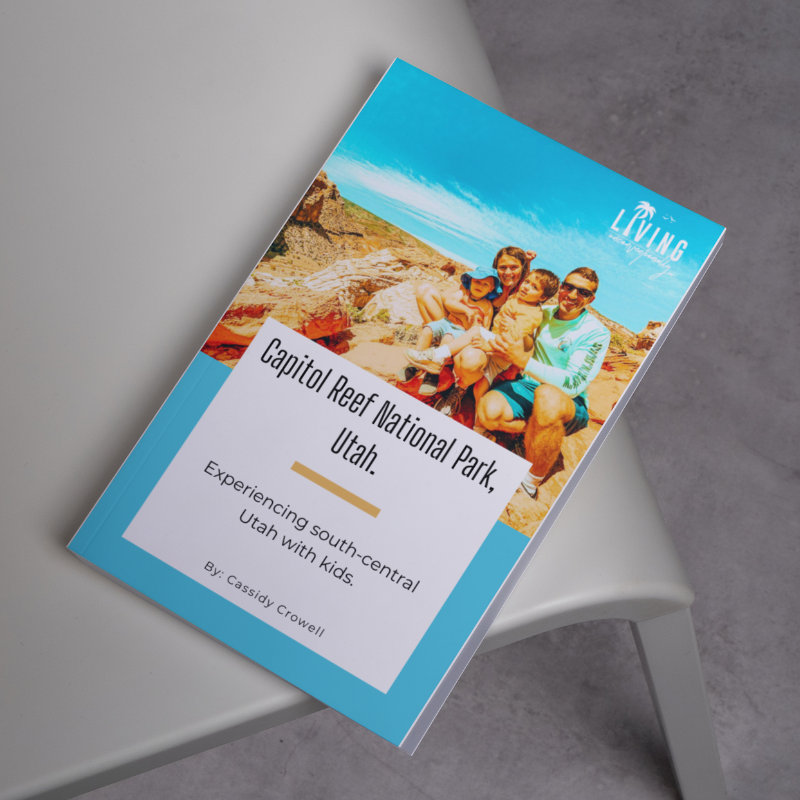 LIVING
Capitol Reef National Park,
Utah.
Experiencing south-central
Utah with kids.
By: Cassidy Crowell